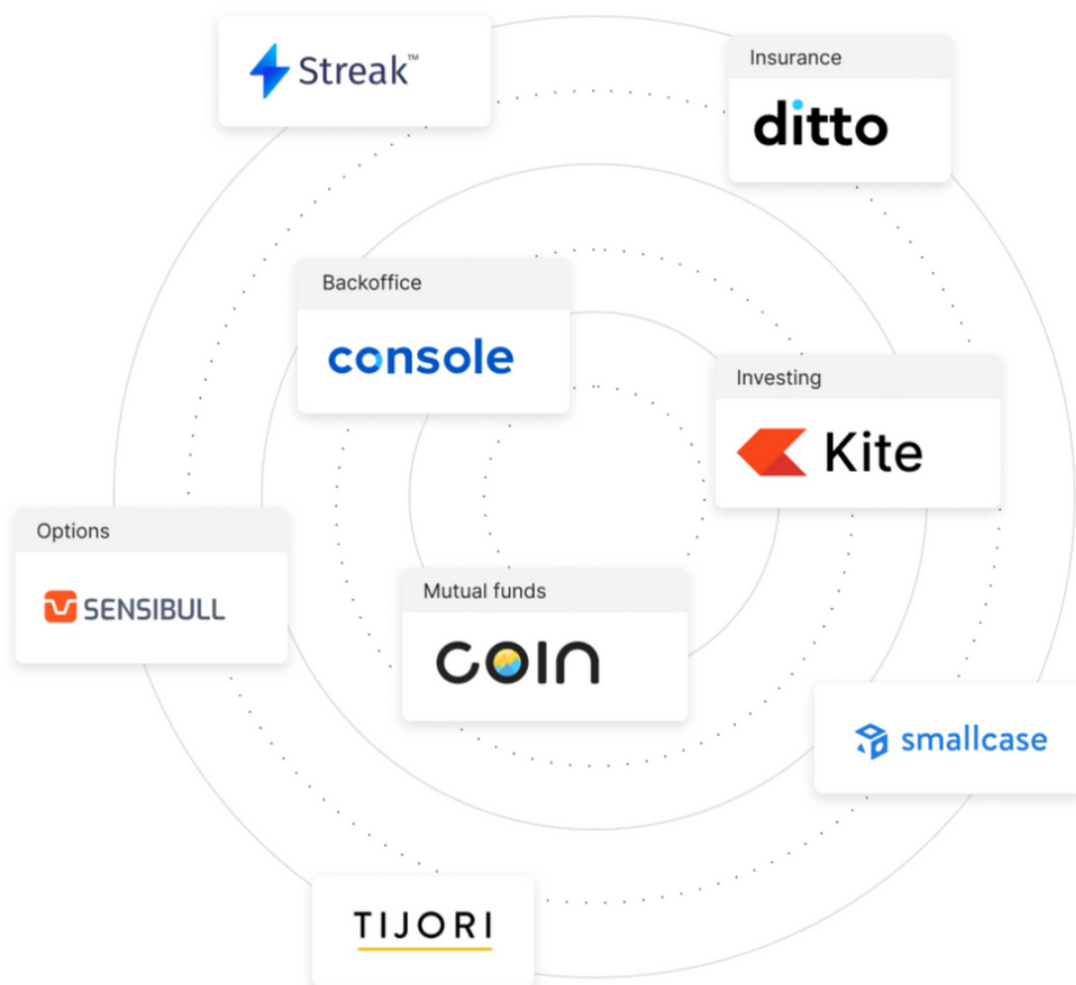 Streak™
Insurance
ditto
Backoffice
console
Investing
Kite
Options
SENSIBULL
Mutual funds
coin
smallcase
TIJORI